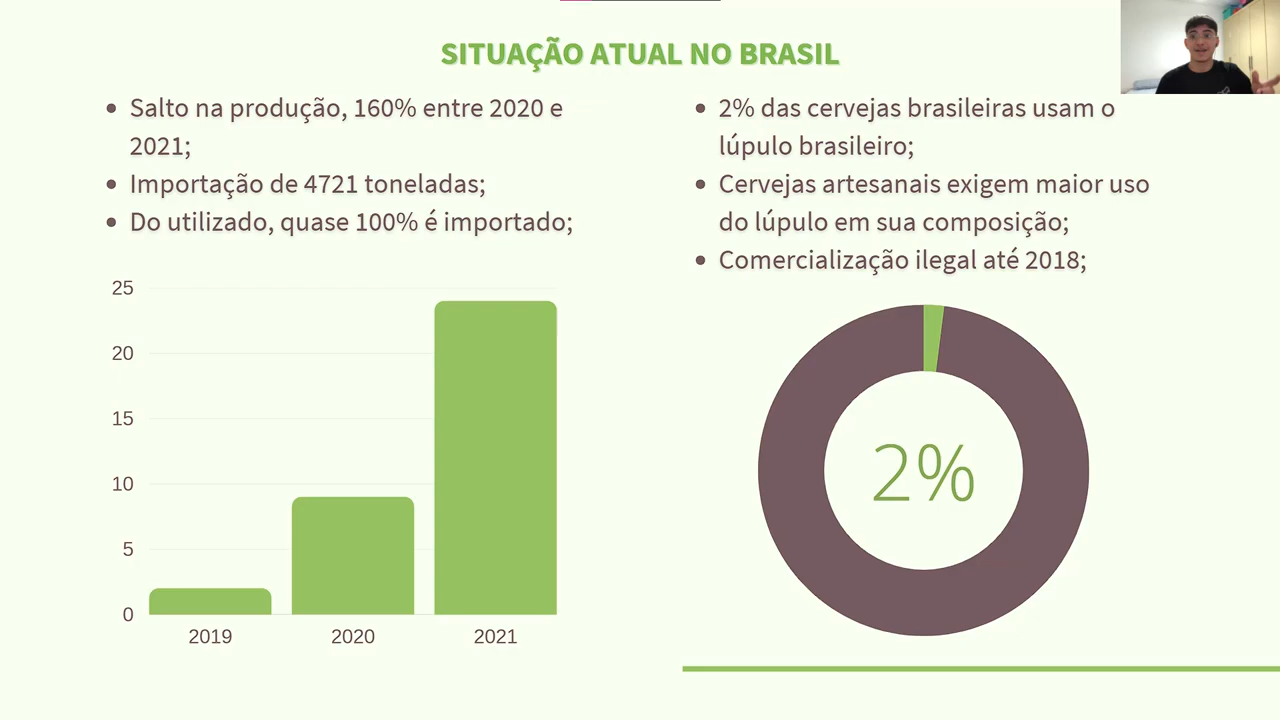 SITUAÇÃO ATUAL NO BRASIL
• Salto na produção, 160% entre 2020 e
2021;
• Importação de 4721 toneladas;
• Do utilizado, quase 100% é importado;
• 2% das cervejas brasileiras usam o
lúpulo brasileiro;
• Cervejas artesanais exigem maior uso
do lúpulo em sua composição;
• Comercialização ilegal até 2018;
25
20
15
10
5
0
2019 2020 2021
2%